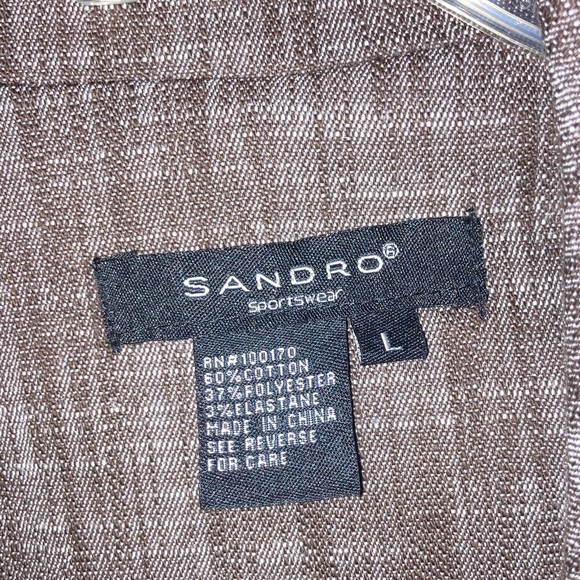 SANDRO®
Sportswear
L
RN#100170
60%COTTON
37%POLYESTER
3%ELASTANE
MADE IN CHINA
SEE REVERSE
FOR CARE